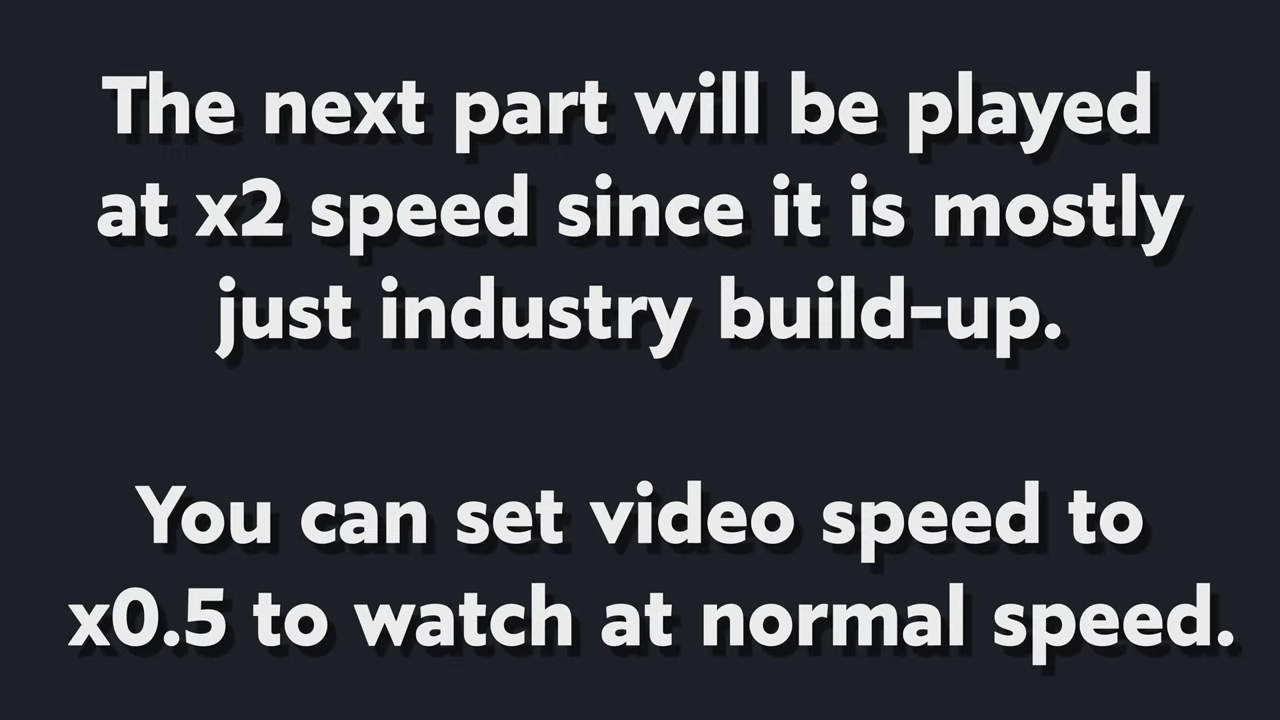 The next part will be played
at x2 speed since it is mostly
just industry build-up.
You can set video speed to
x0.5 to watch at normal speed.